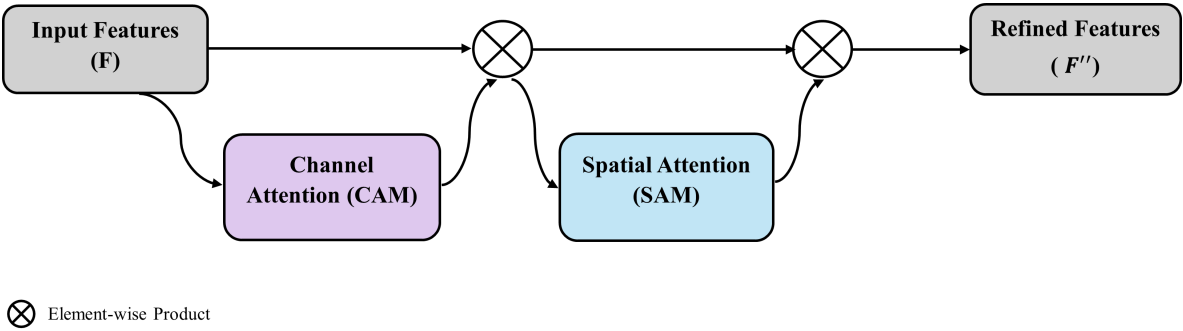 Input Features
(F)
Refined Features
( F′′)
Channel
Attention (CAM)
Spatial Attention
(SAM)
Element-wise Product